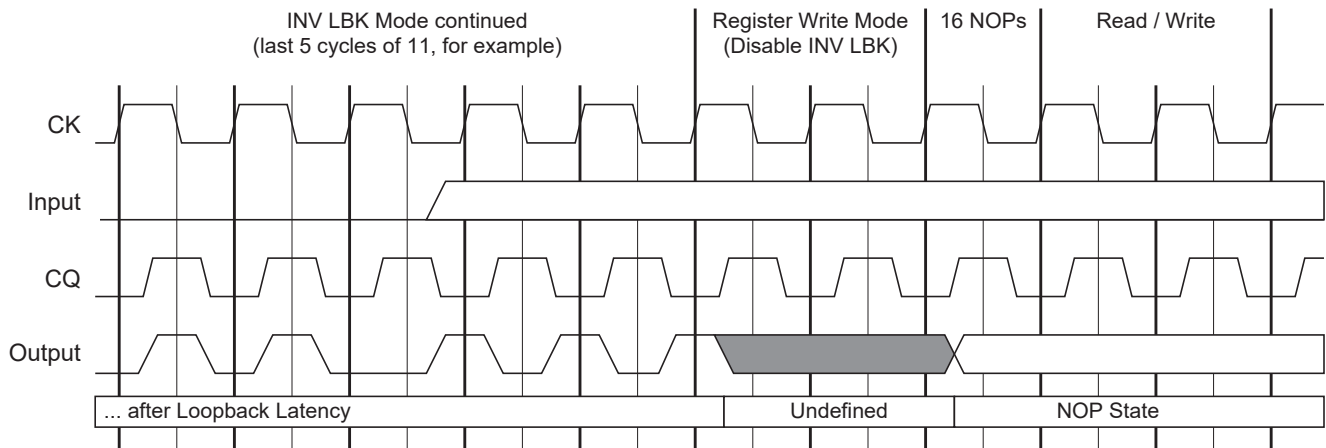 INV LBK Mode continued
(last 5 cycles of 11, for example)
Register Write Mode
(Disable INV LBK)
16 NOPs
Read / Write
CK
Input
CQ
Output
... after Loopback Latency
Undefined
NOP State